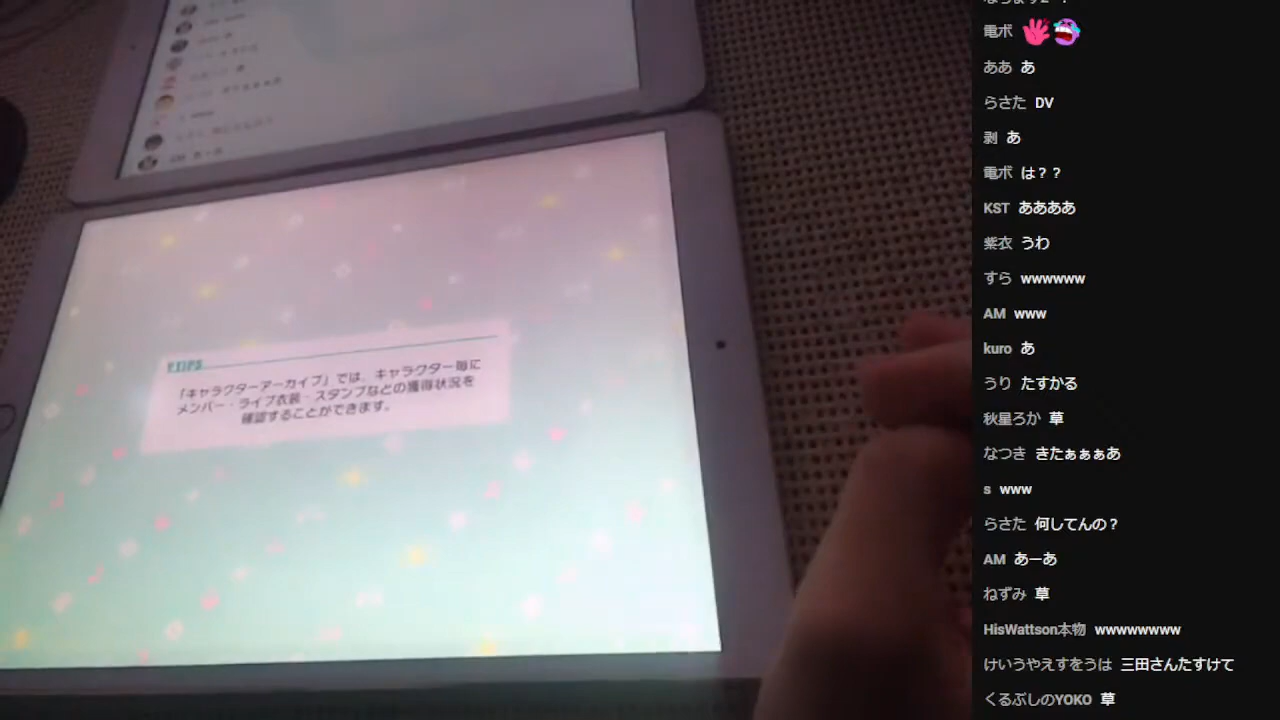 TIPS
「キャラクターアーカイブ」では、キャラクター毎に
メンバー・ライブ衣装・スタンプなどの獲得状況を
確認することができます。
電ボ
ああ あ
らさた DV
剥 あ
電ボ は？？
KST ああああ
紫衣 うわ
すら wwwwww
AM www
kuro あ
うり たすかる
秋星ろか 草
なつき きたぁぁぁあ
s www
らさた 何してんの？
AM あーあ
ねずみ 草
HisWattson本物 wwwwwwww
けいうやえすをうは 三田さんたすけて
くるぶしのYOKO 草